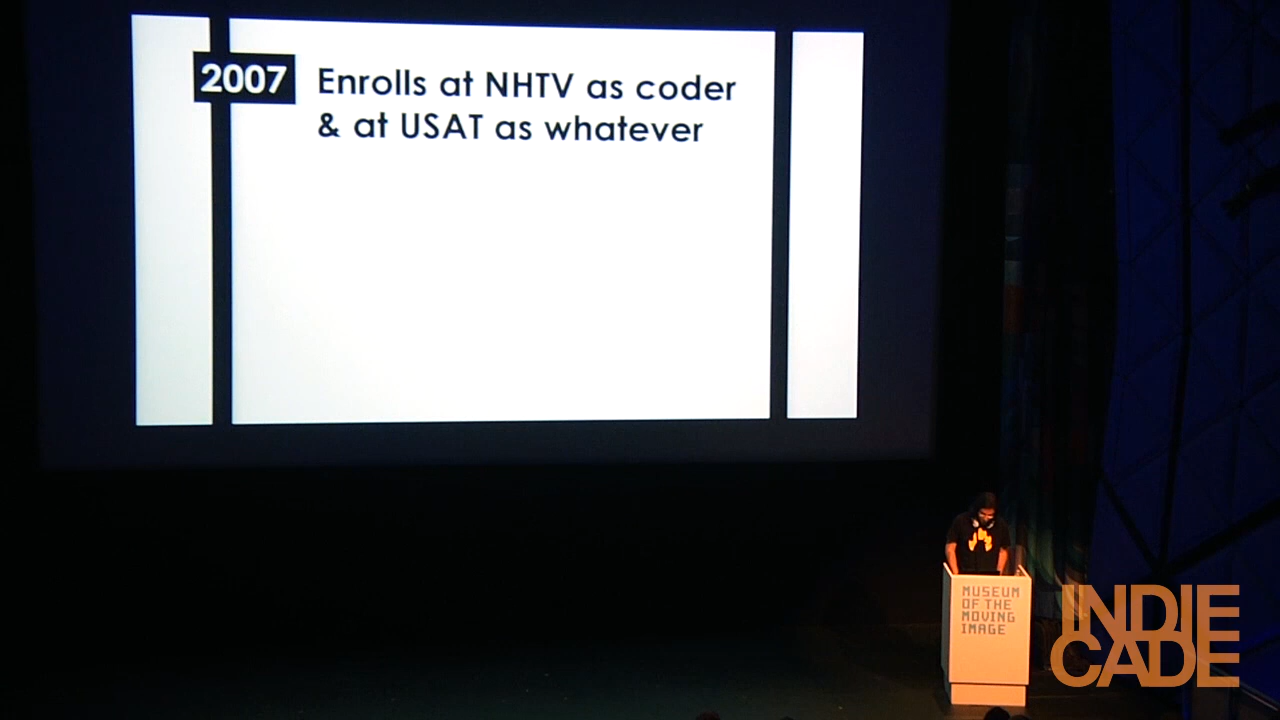 2007
Enrolls at NHTV as coder
& at USAT as whatever
MUSEUM
OF THE
MOVING
IMAGE
INDIE
CADE